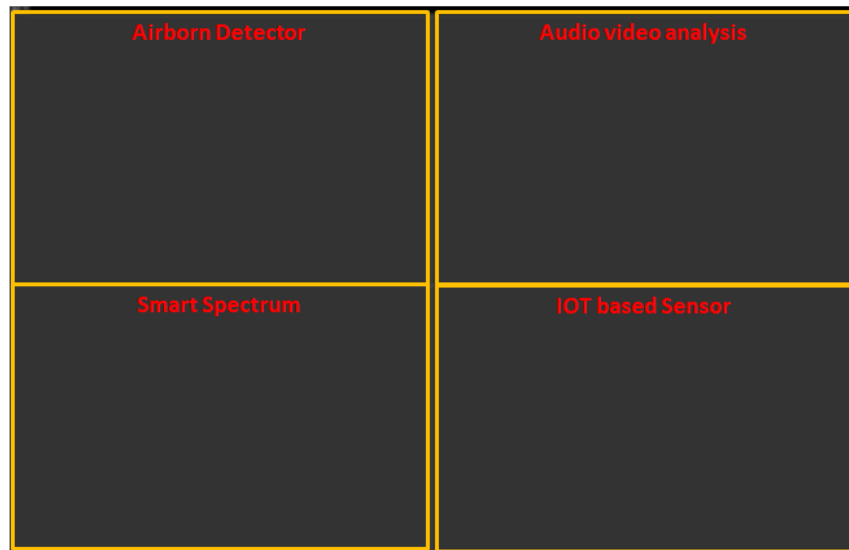 Airborn Detector
Audio video analysis
Smart Spectrum
IOT based Sensor